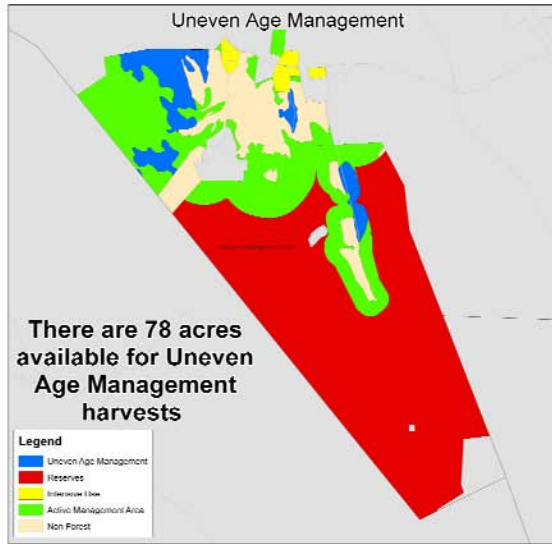 Uneven Age Management
There are 78 acres
available for Uneven
Age Management
harvests
Legend
Uneven Age Management
Reserves
Intensive Use
Active Management Area
Non Forest